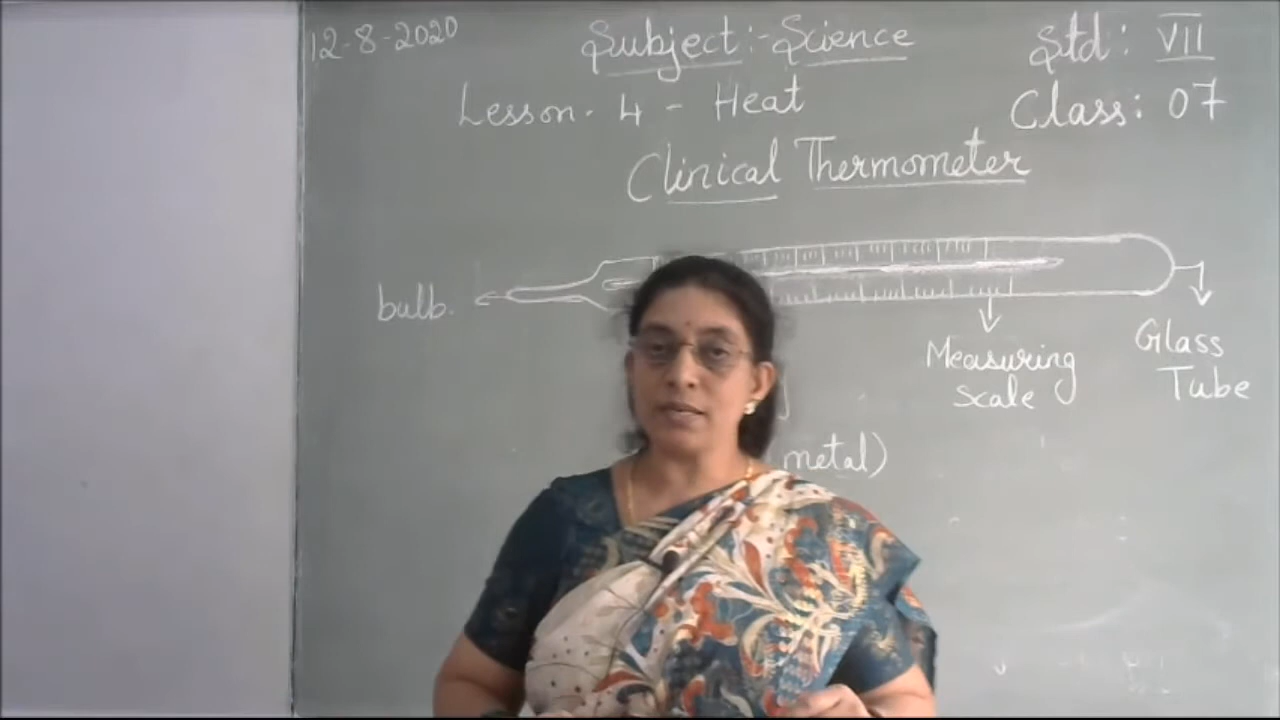 12-8-2020
Subject:- Science
Std: VII
Lesson. 4 - Heat
Class: 07
Clinical Thermometer
bulb.
Measuring
scale
Glass
Tube
metal)